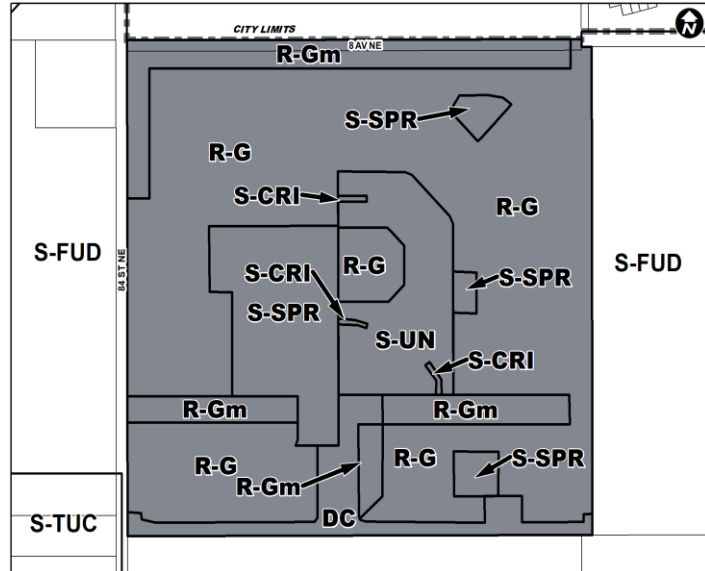 CITY LIMITS
N
8 AV NE
R-Gm
S-SPR
R-G
S-CRI
R-G
S-FUD
84 ST NE
S-CRI
R-G
S-SPR
S-FUD
S-SPR
S-UN
S-CRI
R-Gm
R-Gm
R-G
R-G
S-SPR
R-Gm
S-TUC
DC